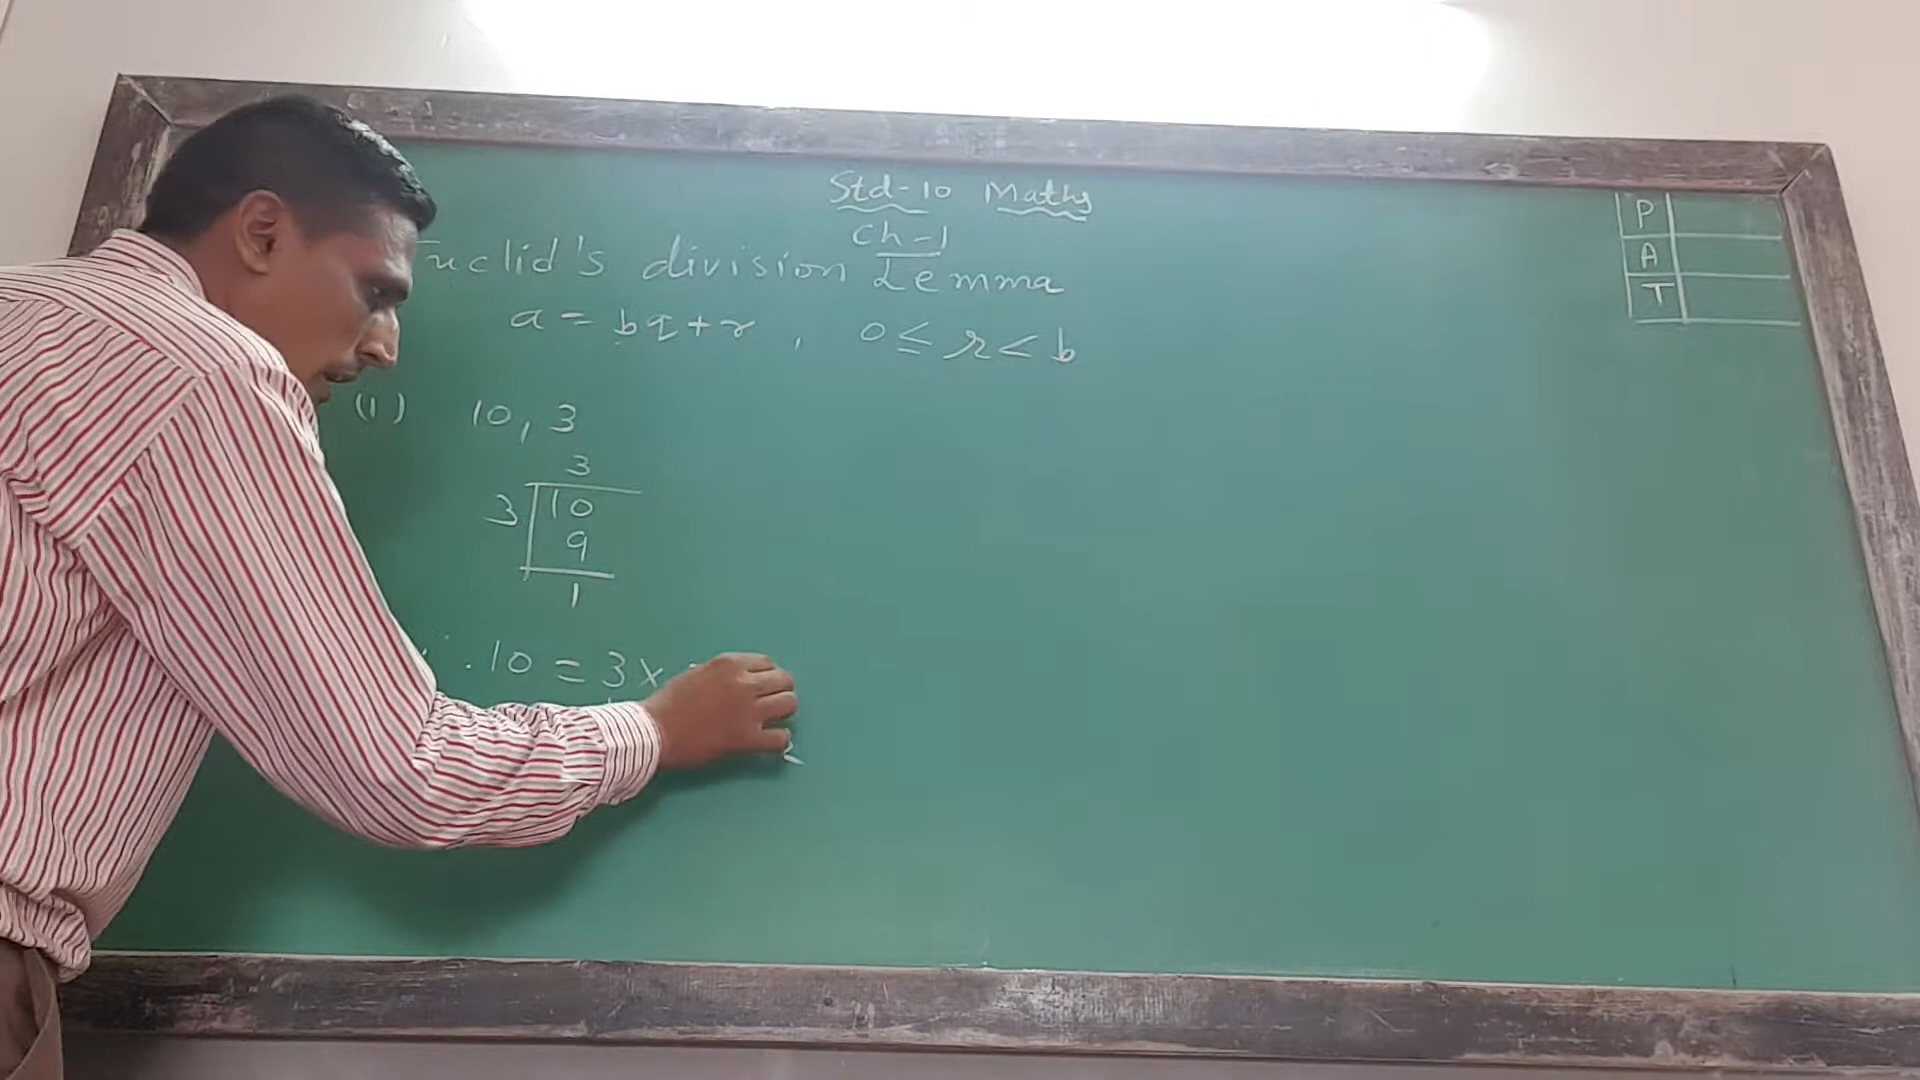 Std-10 Maths
Ch-1
Euclid's division Lemma
a = bq + r , 0 ≤ r < b
(1) 10, 3
3
3 10
9
1
∴ 10 = 3 ×
P
A
T